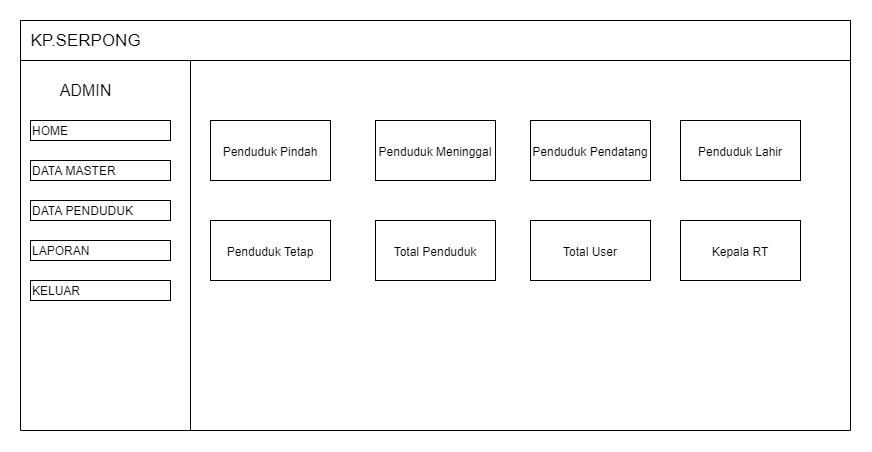 KP.SERPONG
ADMIN
HOME
DATA MASTER
DATA PENDUDUK
LAPORAN
KELUAR
Penduduk Pindah
Penduduk Meninggal
Penduduk Pendatang
Penduduk Lahir
Penduduk Tetap
Total Penduduk
Total User
Kepala RT